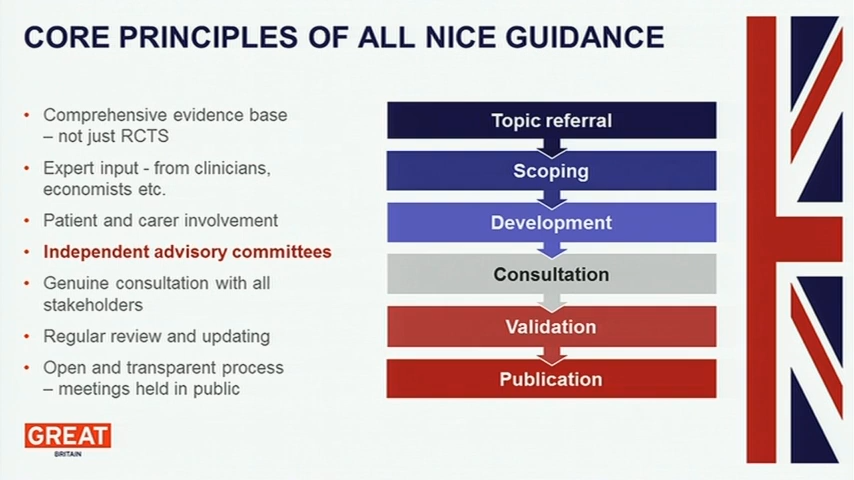 CORE PRINCIPLES OF ALL NICE GUIDANCE
• Comprehensive evidence base
– not just RCTS
• Expert input - from clinicians,
economists etc.
• Patient and carer involvement
• Independent advisory committees
• Genuine consultation with all
stakeholders
• Regular review and updating
• Open and transparent process
– meetings held in public
Topic referral
Scoping
Development
Consultation
Validation
Publication
GREAT
BRITAIN